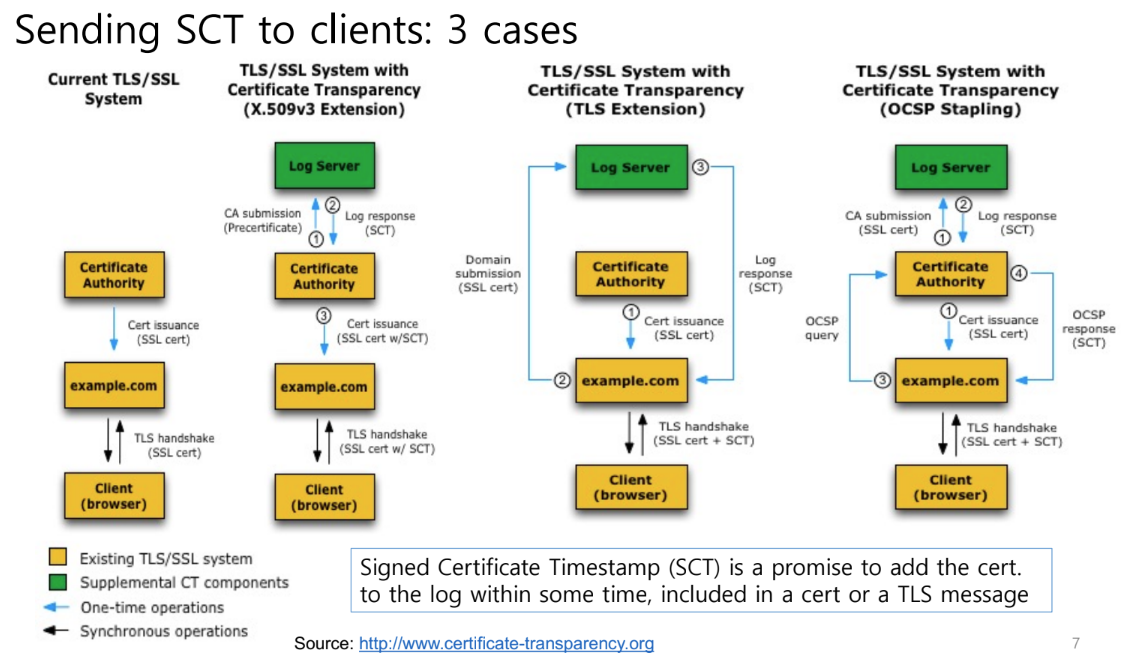 Sending SCT to clients: 3 cases
Current TLS/SSL
System
TLS/SSL System with
Certificate Transparency
(X.509v3 Extension)
TLS/SSL System with
Certificate Transparency
(TLS Extension)
TLS/SSL System with
Certificate Transparency
(OCSP Stapling)
Certificate
Authority
Cert issuance
(SSL cert)
example.com
TLS handshake
(SSL cert)
Client
(browser)
Log Server
CA submission
(Precertificate)
1
2
Log response
(SCT)
Certificate
Authority
3
Cert issuance
(SSL cert w/SCT)
example.com
TLS handshake
(SSL cert w/ SCT)
Client
(browser)
Log Server
3
Domain
submission
(SSL cert)
Log
response
(SCT)
Certificate
Authority
1
Cert issuance
(SSL cert)
2
example.com
TLS handshake
(SSL cert + SCT)
Client
(browser)
Log Server
CA submission
(SSL cert)
1
2
Log response
(SCT)
Certificate
Authority
4
1
Cert issuance
(SSL cert)
OCSP
query
OCSP
response
(SCT)
3
example.com
TLS handshake
(SSL cert + SCT)
Client
(browser)
Existing TLS/SSL system
Supplemental CT components
One-time operations
Synchronous operations
Signed Certificate Timestamp (SCT) is a promise to add the cert.
to the log within some time, included in a cert or a TLS message
Source: http://www.certificate-transparency.org
7